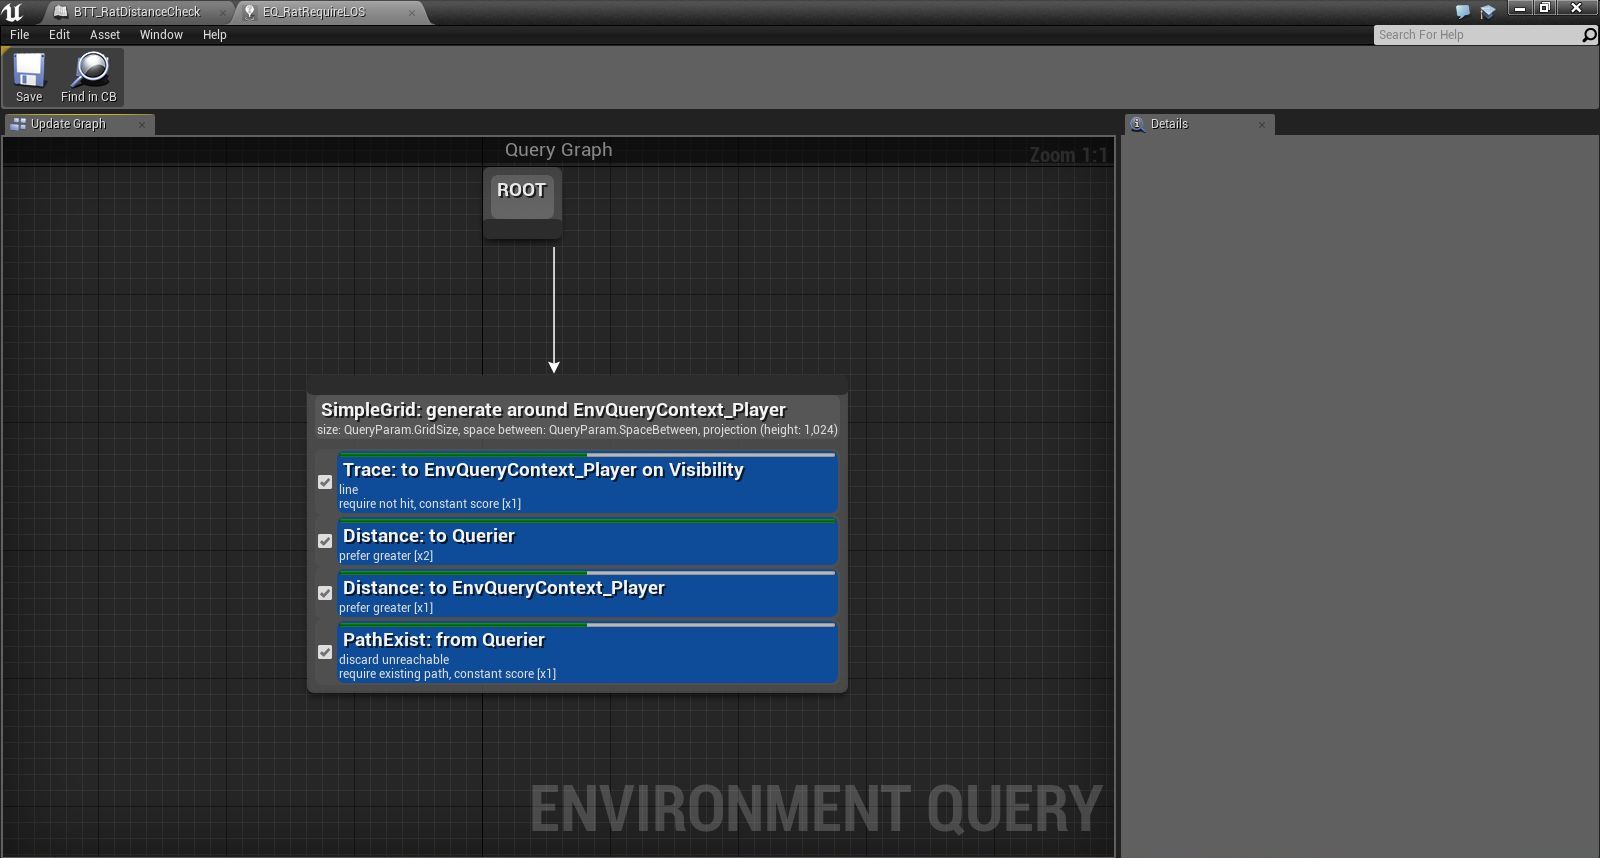 BTT_RatDistanceCheck
EQ_RatRequireLOS
File Edit Asset Window Help
Search For Help
Save
Find in CB
Update Graph
Details
Query Graph
Zoom 1:1
ROOT
SimpleGrid: generate around EnvQueryContext_Player
size: QueryParam.GridSize, space between: QueryParam.SpaceBetween, projection (height: 1,024)
Trace: to EnvQueryContext_Player on Visibility
line
require not hit, constant score [x1]
Distance: to Querier
prefer greater [x2]
Distance: to EnvQueryContext_Player
prefer greater [x1]
PathExist: from Querier
discard unreachable
require existing path, constant score [x1]
ENVIRONMENT QUERY